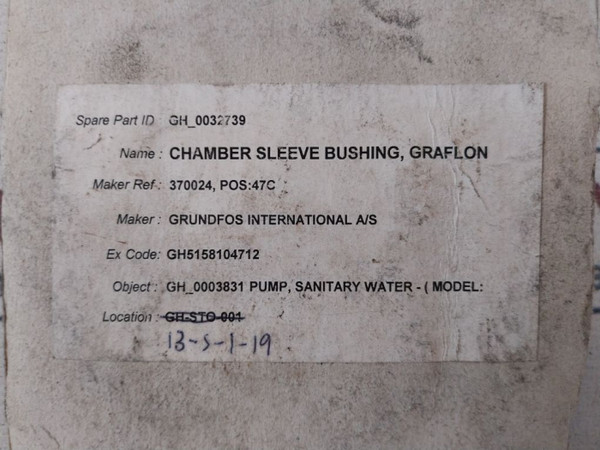 Spare Part ID GH_0032739
Name : CHAMBER SLEEVE BUSHING, GRAFLON
Maker Ref : 370024, POS:47C
Maker : GRUNDFOS INTERNATIONAL A/S
Ex Code: GH5158104712
Object : GH_0003831 PUMP, SANITARY WATER - ( MODEL:
Location : GH-STO-001
13-S-1-19